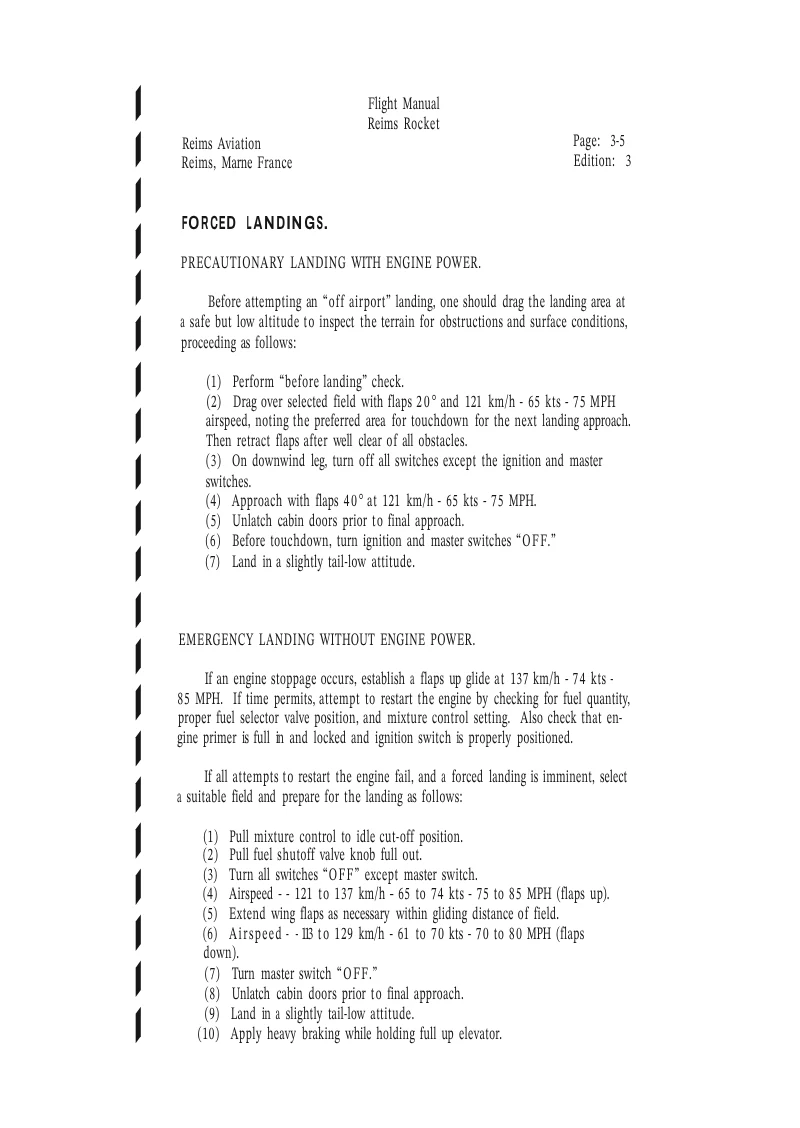 Flight Manual
Reims Rocket
Reims Aviation
Page: 3-5
Reims, Marne France
Edition: 3
FORCED LANDINGS.
PRECAUTIONARY LANDING WITH ENGINE POWER.
Before attempting an “off airport” landing, one should drag the landing area at
a safe but low altitude to inspect the terrain for obstructions and surface conditions,
proceeding as follows:
(1) Perform “before landing” check.
(2) Drag over selected field with flaps 20° and 121 km/h - 65 kts - 75 MPH
airspeed, noting the preferred area for touchdown for the next landing approach.
Then retract flaps after well clear of all obstacles.
(3) On downwind leg, turn off all switches except the ignition and master
switches.
(4) Approach with flaps 40° at 121 km/h - 65 kts - 75 MPH.
(5) Unlatch cabin doors prior to final approach.
(6) Before touchdown, turn ignition and master switches “OFF.”
(7) Land in a slightly tail-low attitude.
EMERGENCY LANDING WITHOUT ENGINE POWER.
If an engine stoppage occurs, establish a flaps up glide at 137 km/h - 74 kts -
85 MPH. If time permits, attempt to restart the engine by checking for fuel quantity,
proper fuel selector valve position, and mixture control setting. Also check that en-
gine primer is full in and locked and ignition switch is properly positioned.
If all attempts to restart the engine fail, and a forced landing is imminent, select
a suitable field and prepare for the landing as follows:
(1) Pull mixture control to idle cut-off position.
(2) Pull fuel shutoff valve knob full out.
(3) Turn all switches “OFF” except master switch.
(4) Airspeed - - 121 to 137 km/h - 65 to 74 kts - 75 to 85 MPH (flaps up).
(5) Extend wing flaps as necessary within gliding distance of field.
(6) Airspeed - - 113 to 129 km/h - 61 to 70 kts - 70 to 80 MPH (flaps
down).
(7) Turn master switch “OFF.”
(8) Unlatch cabin doors prior to final approach.
(9) Land in a slightly tail-low attitude.
(10) Apply heavy braking while holding full up elevator.